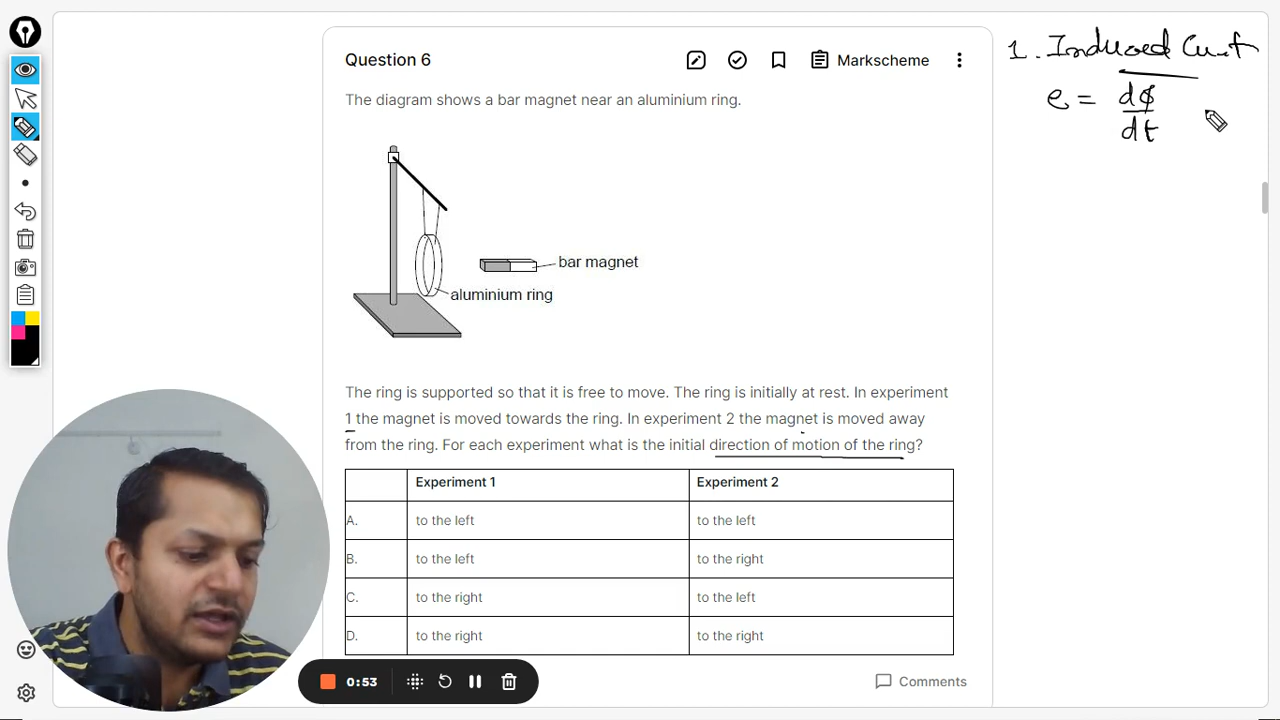 Question 6
Markscheme
The diagram shows a bar magnet near an aluminium ring.
bar magnet
aluminium ring
The ring is supported so that it is free to move. The ring is initially at rest. In experiment
1 the magnet is moved towards the ring. In experiment 2 the magnet is moved away
from the ring. For each experiment what is the initial direction of motion of the ring?
Experiment 1 Experiment 2
A. to the left to the left
B. to the left to the right
C. to the right to the left
D. to the right to the right
0:53
Comments
1. Induced
e = dφ
dt